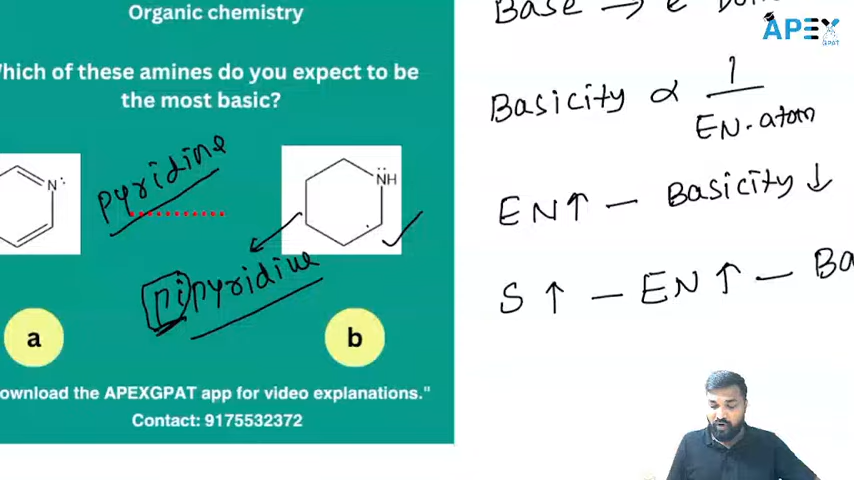 Organic chemistry
hich of these amines do you expect to be
the most basic?
N:
pyridine
NH
pipyridine
a
b
ownload the APEXGPAT app for video explanations."
Contact: 9175532372
Base → e
Basicity ∝ 1
EN. atom
EN↑ — Basicity ↓
S ↑ — EN ↑ — Ba
APEX
GPAT